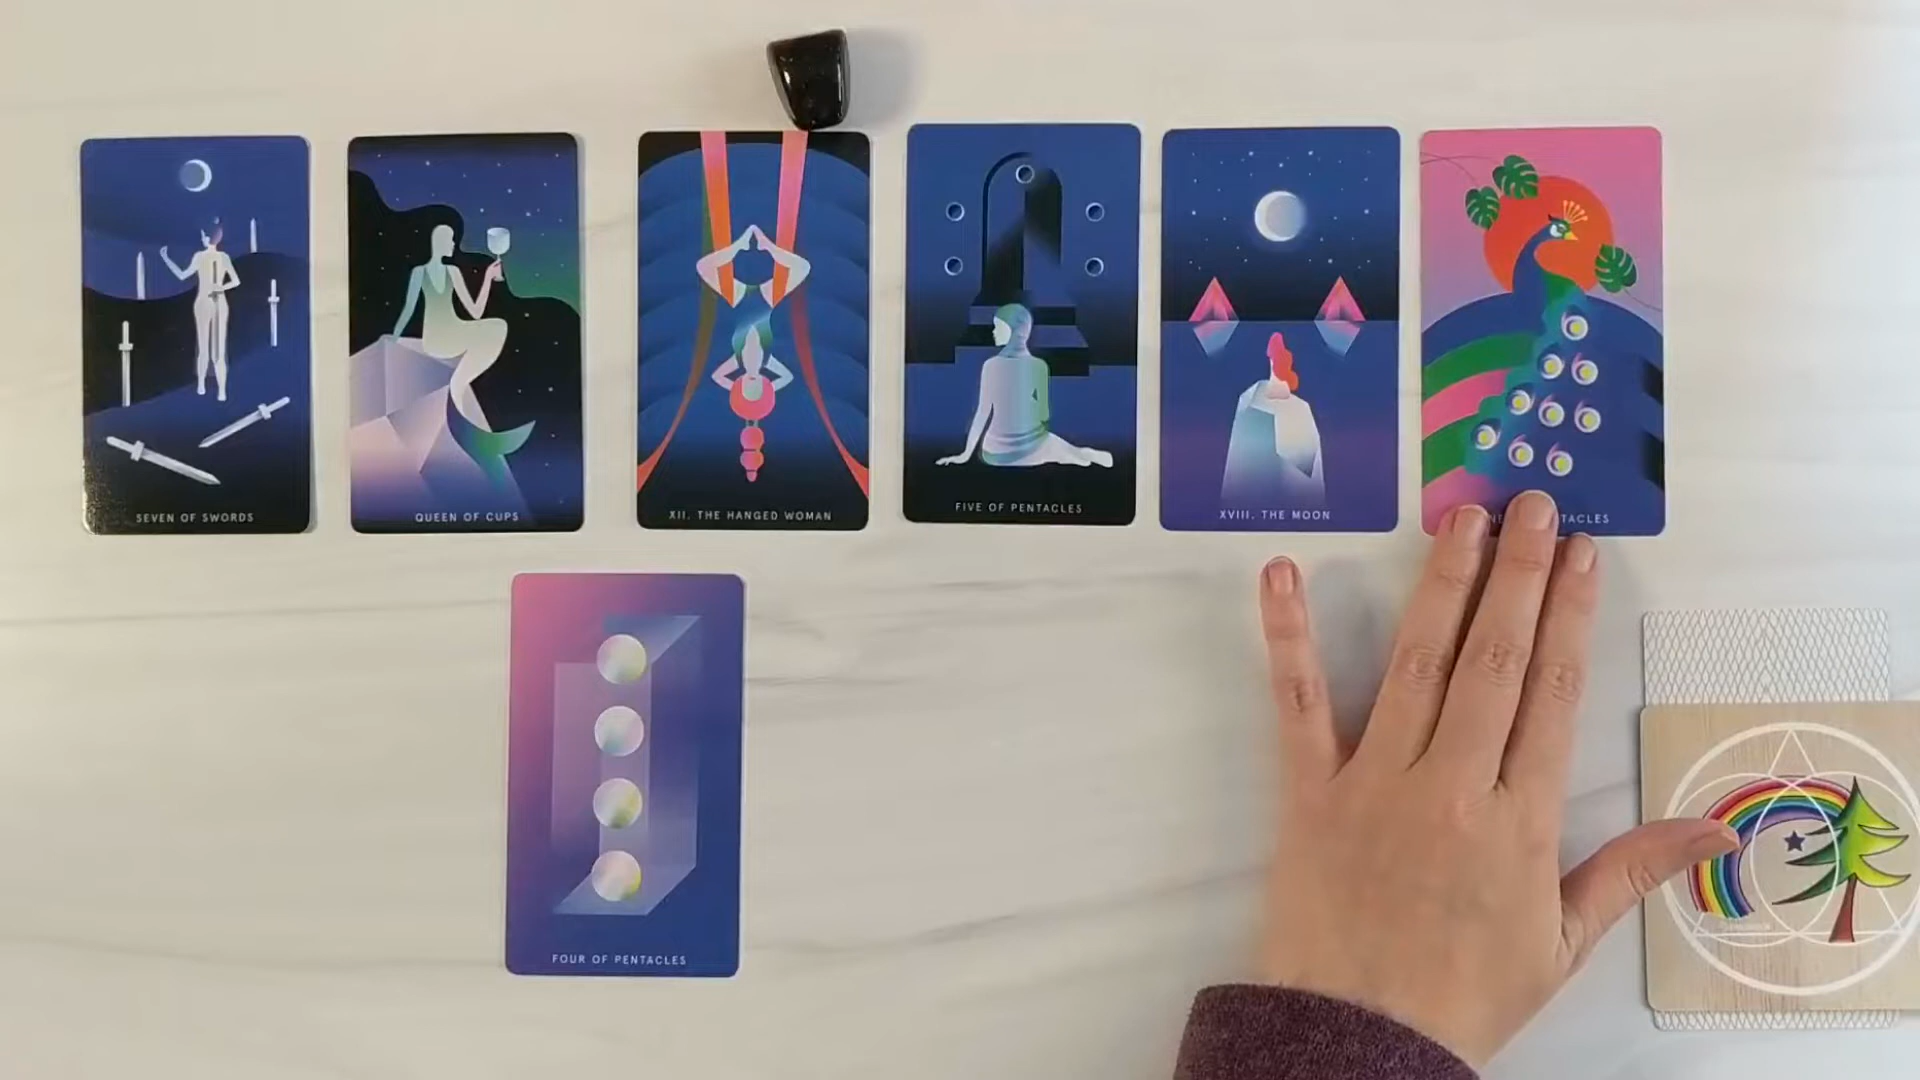 SEVEN OF SWORDS
QUEEN OF CUPS
XII. THE HANGED WOMAN
FIVE OF PENTACLES
XVIII. THE MOON
FOUR OF PENTACLES